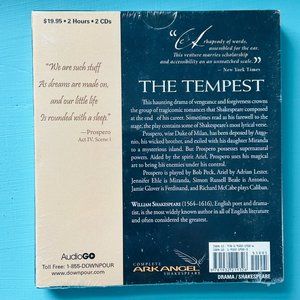 $19.95 • 2 Hours • 2 CDs
"We are such stuff
As dreams are made on,
and our little life
Is rounded with a sleep."
— Prospero
Act IV, Scene i
AudioGO
Toll Free: 1-855-DOWNPOUR
www.downpour.com
"A rhapsody of words,
assembled for the ear.
This venture marries scholarship
and accessibility on an unmatched scale."
— New York Times
THE TEMPEST
This haunting drama of vengeance and forgiveness crowns
the group of tragicomic romances that Shakespeare composed
at the end of his career. Sometimes read as his farewell to the
stage, the play contains some of Shakespeare's most lyrical verse.
Prospero, wise Duke of Milan, has been deposed by Anto-
nio, his wicked brother, and exiled with his daughter Miranda
to a mysterious island. Prospero possesses supernatural
powers. Aided by the spirit Ariel, Prospero uses his magical
art to bring his enemies under his control.
Prospero is played by Bob Peck, Ariel by Adrian Lester.
Jennifer Ehle is Miranda, Simon Russell Beale is Antonio,
Jamie Glover is Ferdinand, and Richard McCabe plays Caliban.
WILLIAM SHAKESPEARE (1564–1616), English poet and drama-
tist, is the most widely known author in all of English literature
and often considered the greatest.
COMPLETE
ARKANGEL
SHAKESPEARE
DRAMA / SHAKESPEARE